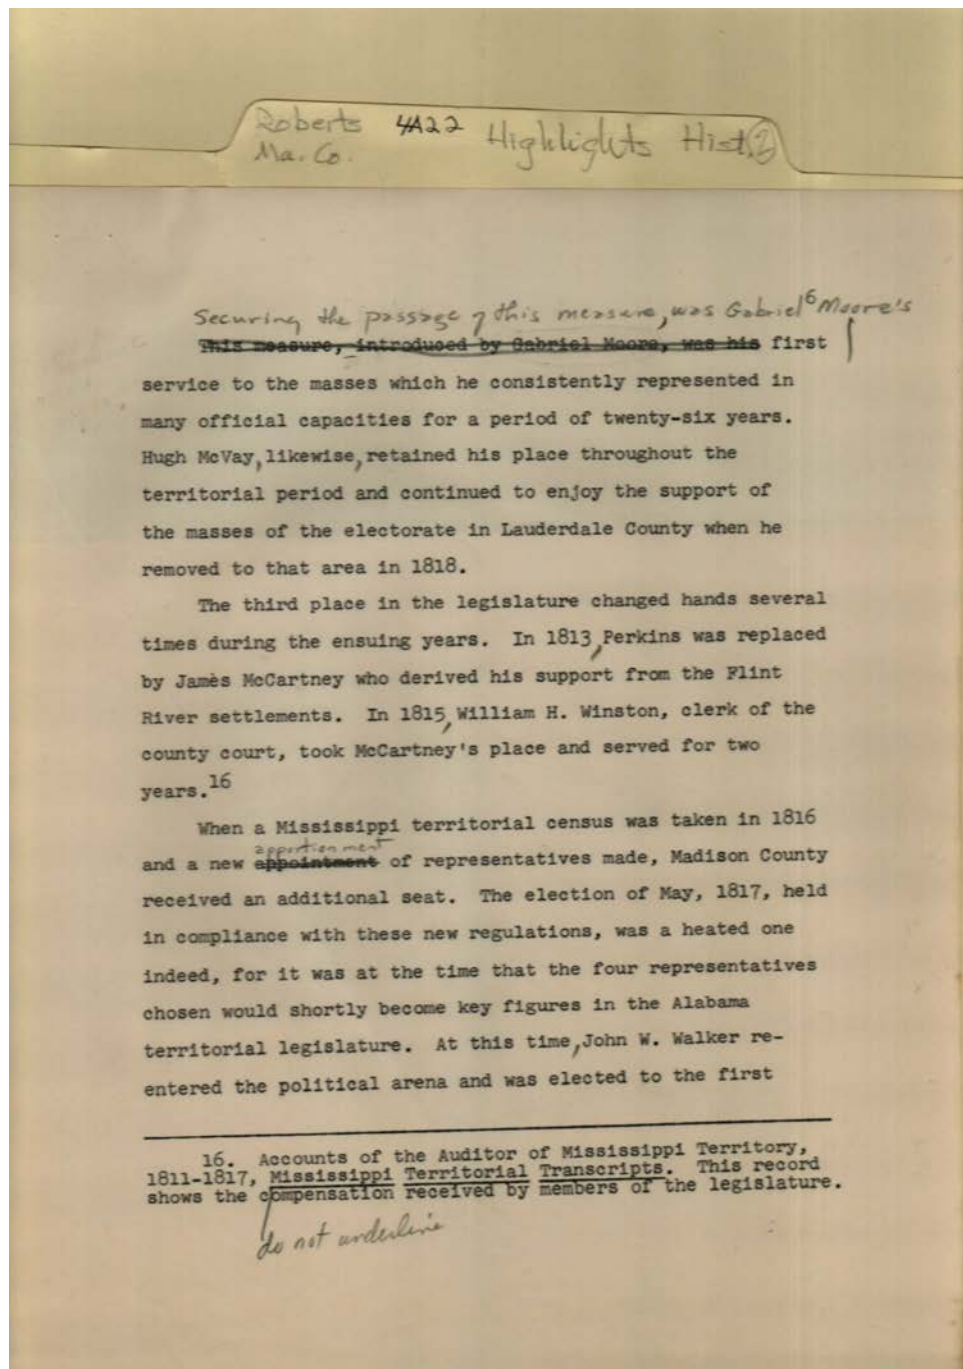 Roberts 4A22 Highlights Hist. 2
Ma. Co.
6
Securing the passage of this measure, was Gabriel Moore's
This measure, introduced by Gabriel Moore, was his first
service to the masses which he consistently represented in
many official capacities for a period of twenty-six years.
Hugh McVay, likewise, retained his place throughout the
territorial period and continued to enjoy the support of
the masses of the electorate in Lauderdale County when he
removed to that area in 1818.
The third place in the legislature changed hands several
times during the ensuing years. In 1813, Perkins was replaced
by James McCartney who derived his support from the Flint
River settlements. In 1815, William H. Winston, clerk of the
county court, took McCartney's place and served for two
years.16
When a Mississippi territorial census was taken in 1816
apportionment
and a new appointment of representatives made, Madison County
received an additional seat. The election of May, 1817, held
in compliance with these new regulations, was a heated one
indeed, for it was at the time that the four representatives
chosen would shortly become key figures in the Alabama
territorial legislature. At this time, John W. Walker re-
entered the political arena and was elected to the first
16. Accounts of the Auditor of Mississippi Territory,
1811-1817, Mississippi Territorial Transcripts. This record
shows the compensation received by members of the legislature.
do not underline